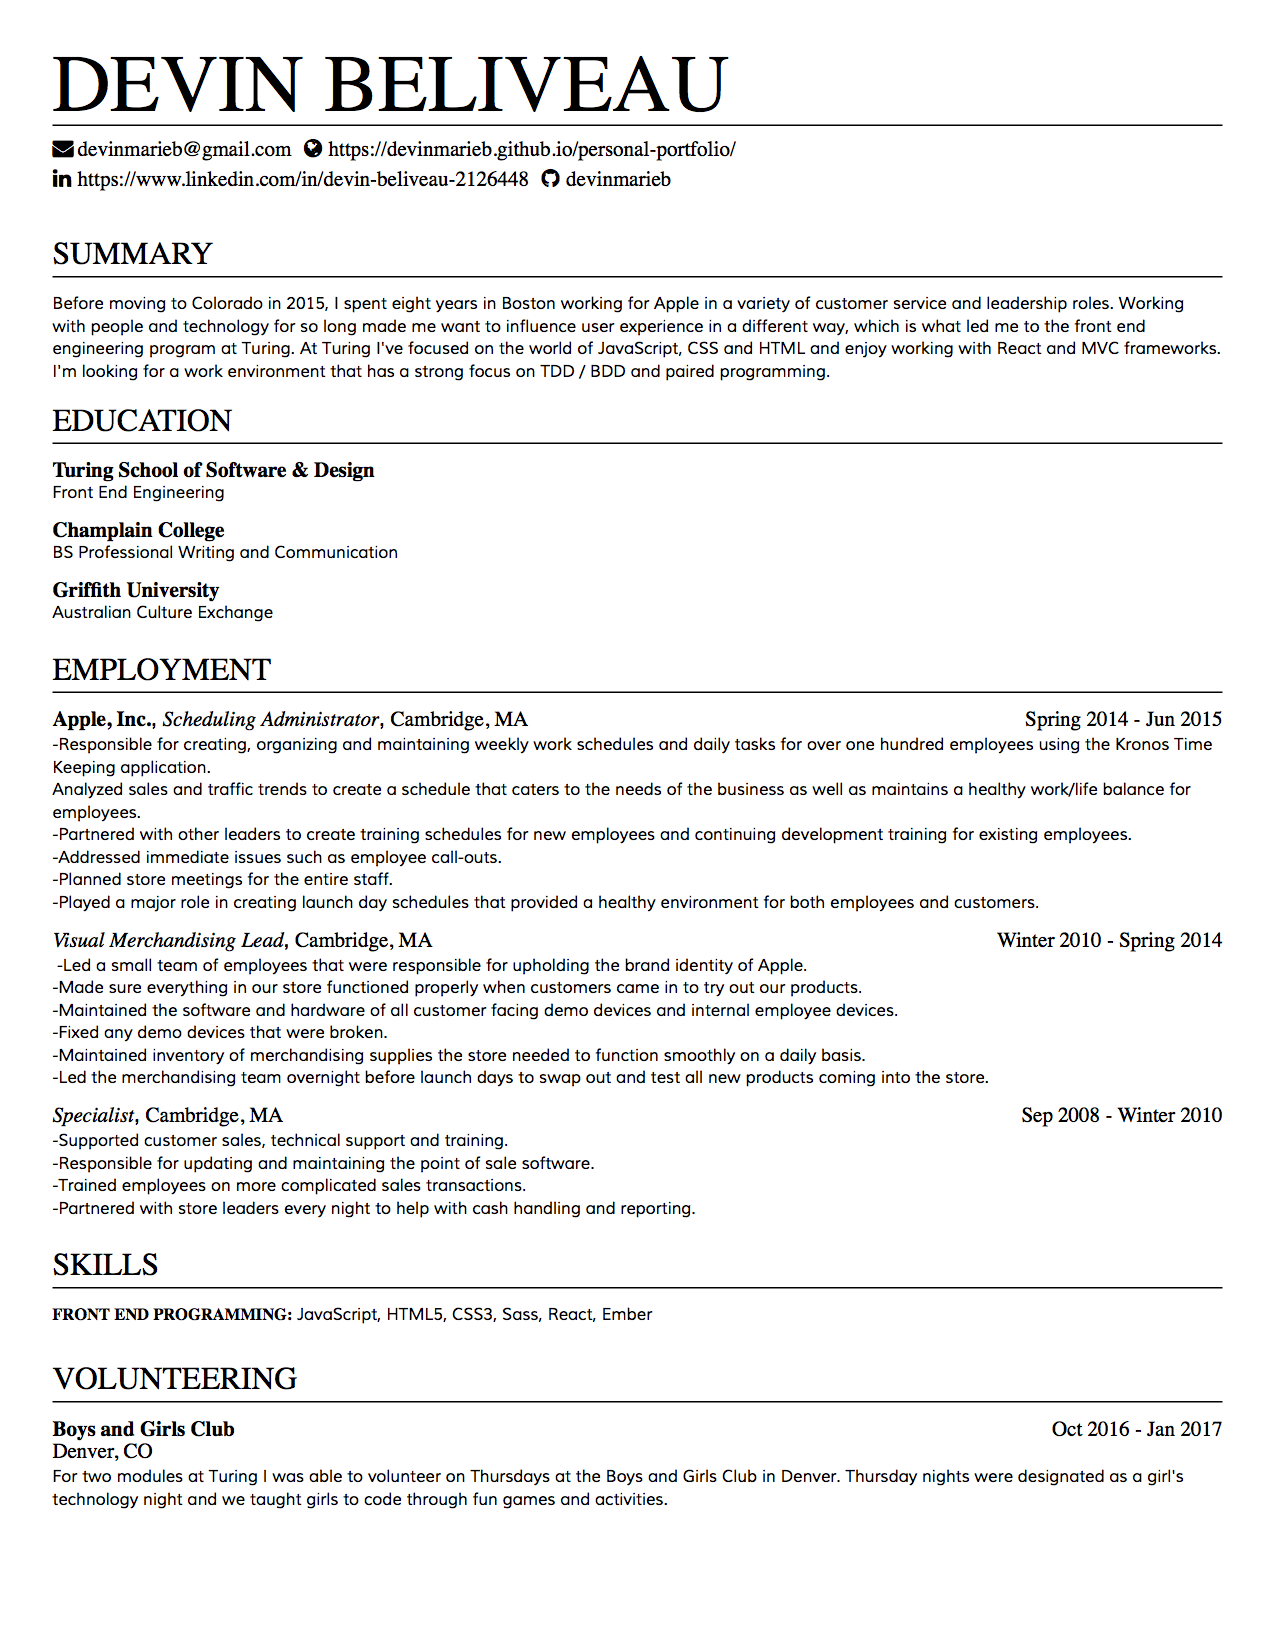 DEVIN BELIVEAU
devinmarieb@gmail.com https://devinmarieb.github.io/personal-portfolio/
https://www.linkedin.com/in/devin-beliveau-2126448 devinmarieb
SUMMARY
Before moving to Colorado in 2015, I spent eight years in Boston working for Apple in a variety of customer service and leadership roles. Working
with people and technology for so long made me want to influence user experience in a different way, which is what led me to the front end
engineering program at Turing. At Turing I've focused on the world of JavaScript, CSS and HTML and enjoy working with React and MVC frameworks.
I'm looking for a work environment that has a strong focus on TDD / BDD and paired programming.
EDUCATION
Turing School of Software & Design
Front End Engineering
Champlain College
BS Professional Writing and Communication
Griffith University
Australian Culture Exchange
EMPLOYMENT
Apple, Inc., Scheduling Administrator, Cambridge, MA Spring 2014 - Jun 2015
-Responsible for creating, organizing and maintaining weekly work schedules and daily tasks for over one hundred employees using the Kronos Time
Keeping application.
Analyzed sales and traffic trends to create a schedule that caters to the needs of the business as well as maintains a healthy work/life balance for
employees.
-Partnered with other leaders to create training schedules for new employees and continuing development training for existing employees.
-Addressed immediate issues such as employee call-outs.
-Planned store meetings for the entire staff.
-Played a major role in creating launch day schedules that provided a healthy environment for both employees and customers.
Visual Merchandising Lead, Cambridge, MA Winter 2010 - Spring 2014
-Led a small team of employees that were responsible for upholding the brand identity of Apple.
-Made sure everything in our store functioned properly when customers came in to try out our products.
-Maintained the software and hardware of all customer facing demo devices and internal employee devices.
-Fixed any demo devices that were broken.
-Maintained inventory of merchandising supplies the store needed to function smoothly on a daily basis.
-Led the merchandising team overnight before launch days to swap out and test all new products coming into the store.
Specialist, Cambridge, MA Sep 2008 - Winter 2010
-Supported customer sales, technical support and training.
-Responsible for updating and maintaining the point of sale software.
-Trained employees on more complicated sales transactions.
-Partnered with store leaders every night to help with cash handling and reporting.
SKILLS
FRONT END PROGRAMMING: JavaScript, HTML5, CSS3, Sass, React, Ember
VOLUNTEERING
Boys and Girls Club Oct 2016 - Jan 2017
Denver, CO
For two modules at Turing I was able to volunteer on Thursdays at the Boys and Girls Club in Denver. Thursday nights were designated as a girl's
technology night and we taught girls to code through fun games and activities.